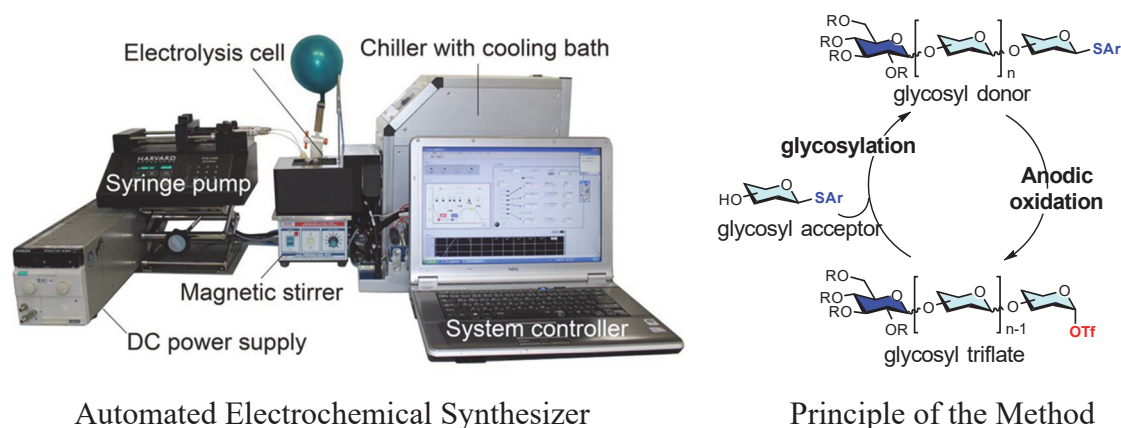 Electrolysis cell
Chiller with cooling bath
HARVARD
Syringe pump
Magnetic stirrer
DC power supply
NEC
System controller
Automated Electrochemical Synthesizer
RO
RO
RO
OR
O
O
O
n
O
O
SAr
glycosyl donor
glycosylation
Anodic
oxidation
HO
O
SAr
glycosyl acceptor
RO
RO
RO
OR
O
O
O
n-1
O
O
OTf
glycosyl triflate
Principle of the Method